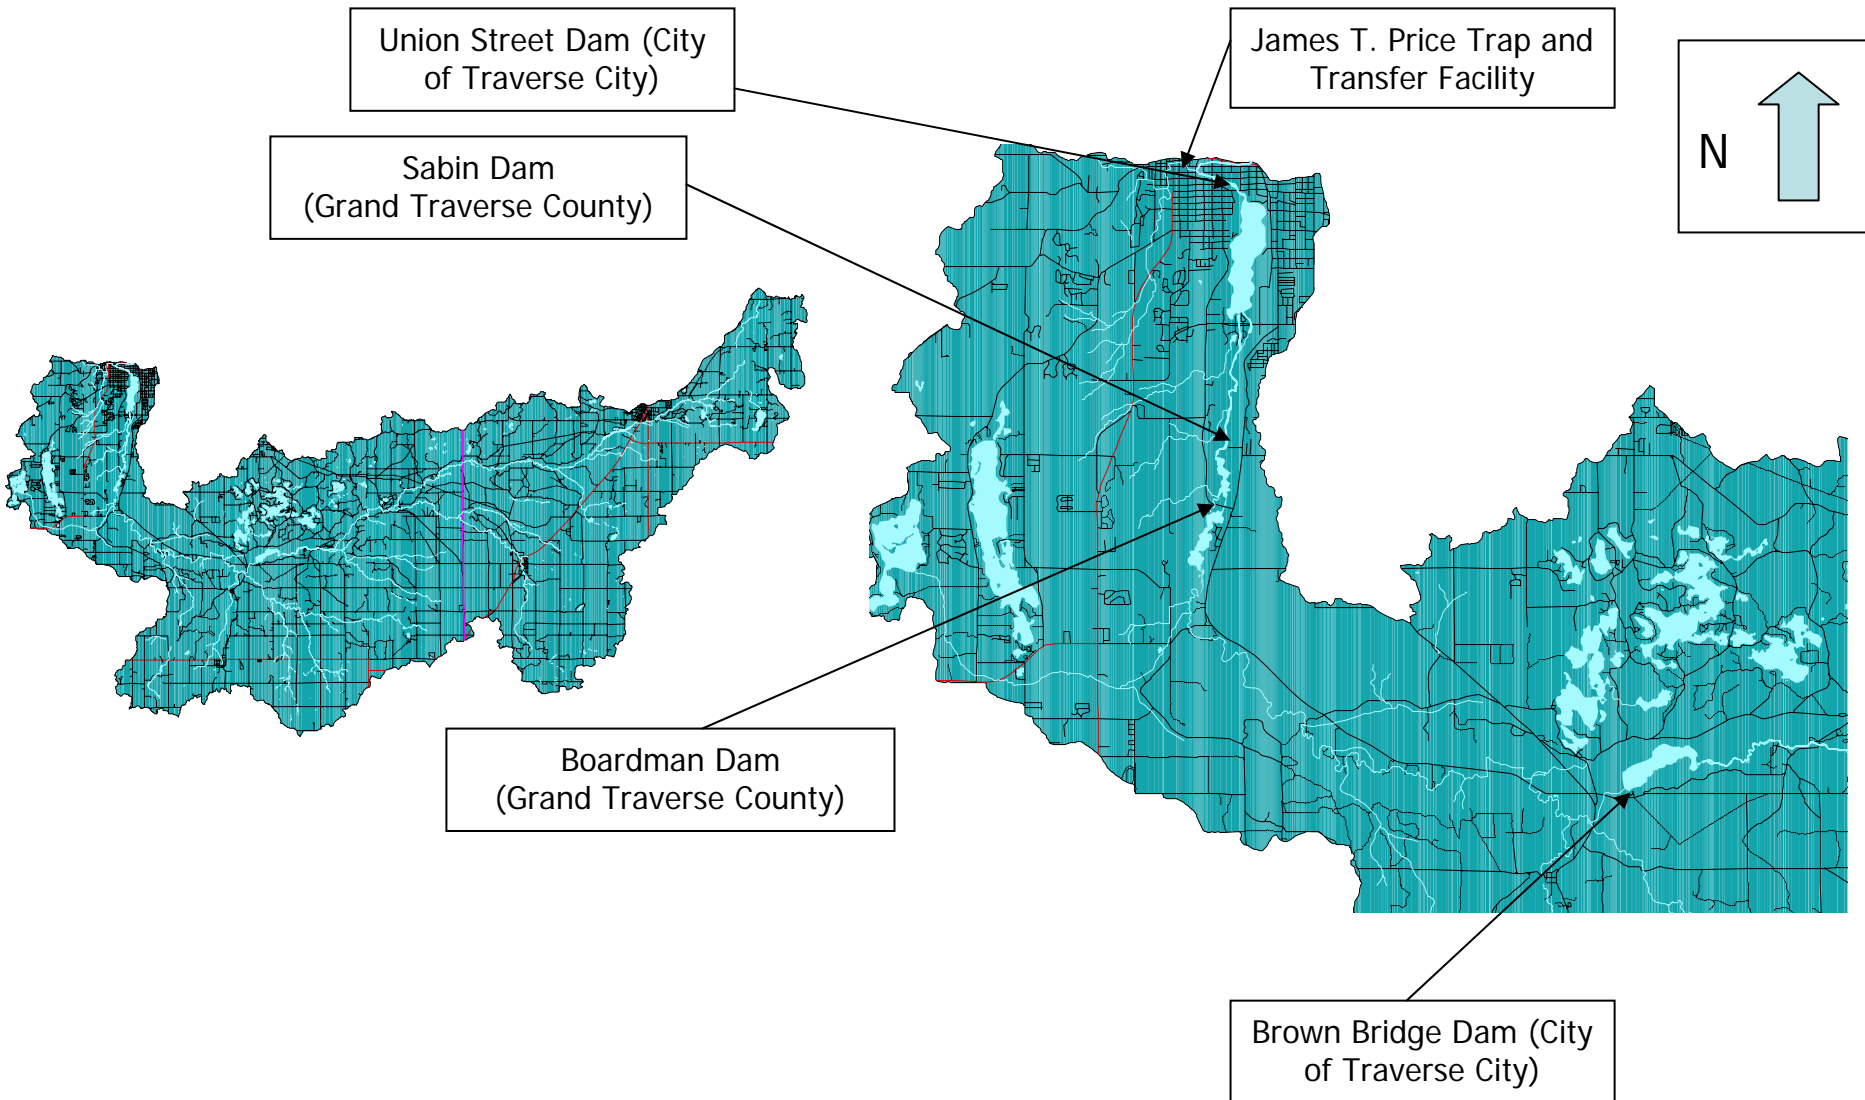 Union Street Dam (City
of Traverse City)
James T. Price Trap and
Transfer Facility
N
Sabin Dam
(Grand Traverse County)
Boardman Dam
(Grand Traverse County)
Brown Bridge Dam (City
of Traverse City)